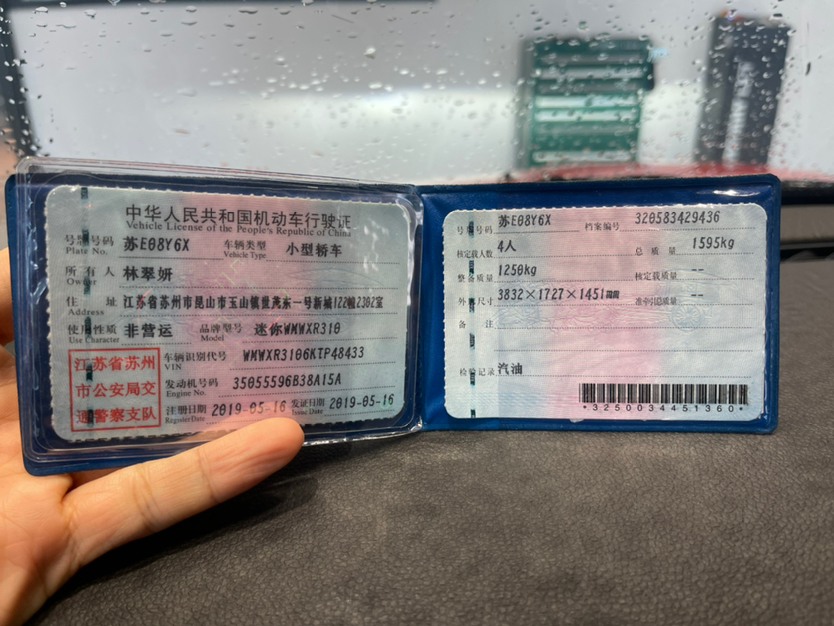 中华人民共和国机动车行驶证
Vehicle License of the People's Republic of China
号牌号码 苏E08Y6X 车辆类型 小型轿车
Plate No. Vehicle Type
所有人 林翠妍
Owner
住址 江苏省苏州市昆山市玉山镇 一号新城122幢2302室
Address
使用性质 非营运 品牌型号 迷你WMWXR310
Use Character Model
江苏省苏州
市公安局交
通警察支队
车辆识别代号 WMWXR3106KTP48433
VIN
发动机号码 35055596B38A15A
Engine No.
注册日期 2019-05-16 发证日期 2019-05-16
Register Date Issue Date
号牌号码 苏E08Y6X 档案编号 320583429436
核定载人数 4人 总质量 1595kg
整备质量 1250kg 核定载质量 --
外廓尺寸 3832×1727×1451mm 准牵引总质量 --
备注
检验记录 汽油
*3250034451360*